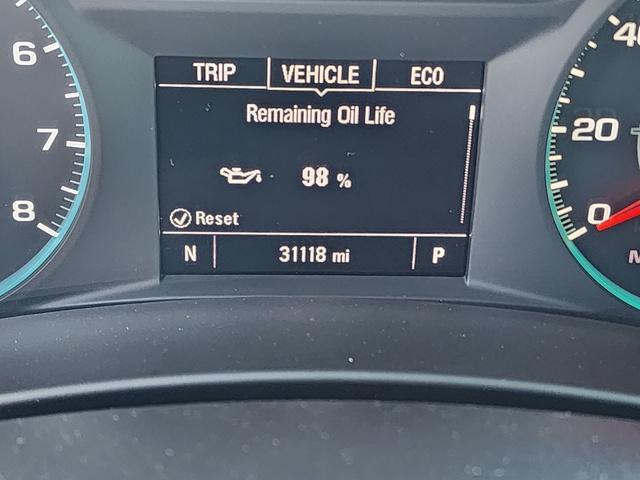 6
7
8
TRIP VEHICLE ECO
Remaining Oil Life
98 %
Reset
N 31118 mi P
40
20
0
M